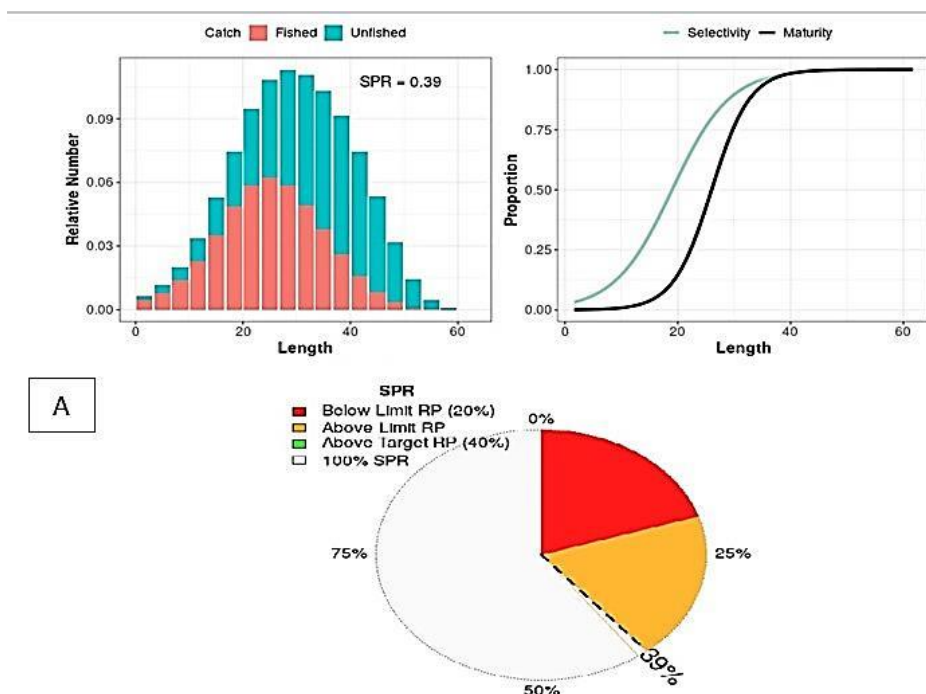 Catch Fished Unfished
SPR = 0.39
Relative Number
0.09
0.06
0.03
0.00
0 20 40 60
Length
Selectivity Maturity
Proportion
1.00
0.75
0.50
0.25
0.00
0 20 40 60
Length
A
SPR
Below Limit RP (20%)
Above Limit RP
Above Target RP (40%)
100% SPR
0%
75%
25%
39%
50%